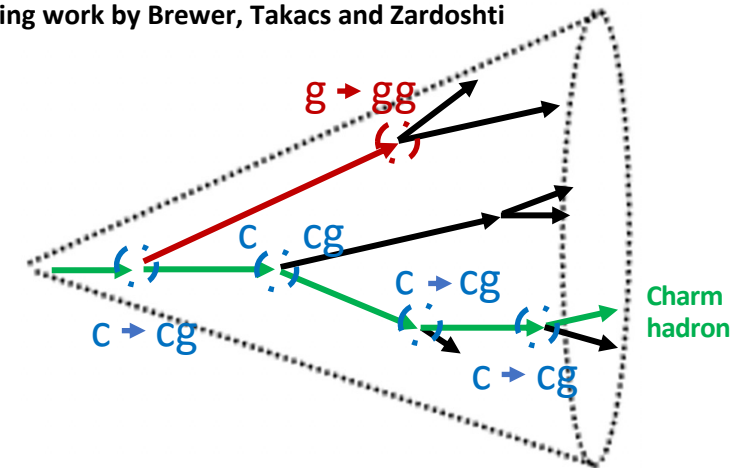 ing work by Brewer, Takacs and Zardoshti
g → gg
c cg
c → cg
Charm
hadron
c → cg
c → cg